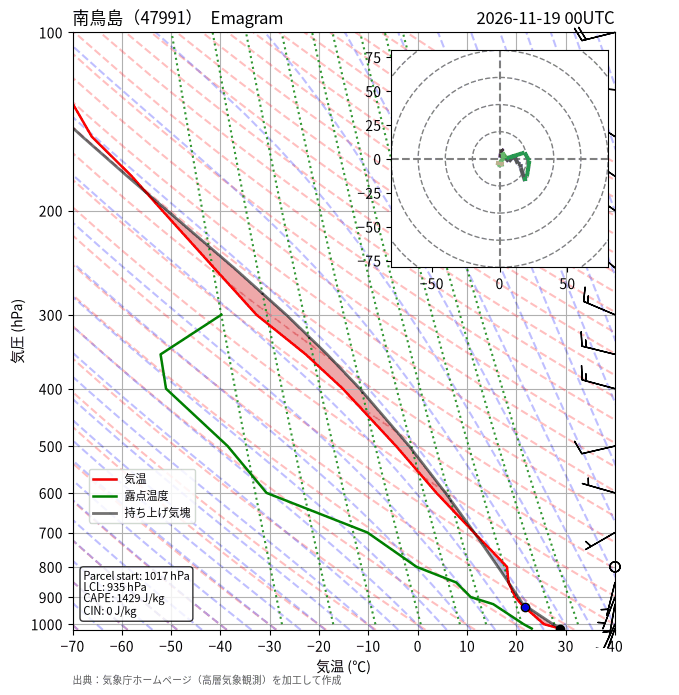 南鳥島（47991） Emagram
2026-11-19 00UTC
100
200
300
400
500
600
700
800
900
1000
気圧 (hPa)
75
50
25
0
−25
−50
−75
−50
0
50
気温
露点温度
持ち上げ気塊
Parcel start: 1017 hPa
LCL: 935 hPa
CAPE: 1429 J/kg
CIN: 0 J/kg
−70
−60
−50
−40
−30
−20
−10
0
10
20
30
40
気温 (°C)
出典：気象庁ホームページ（高層気象観測）を加工して作成